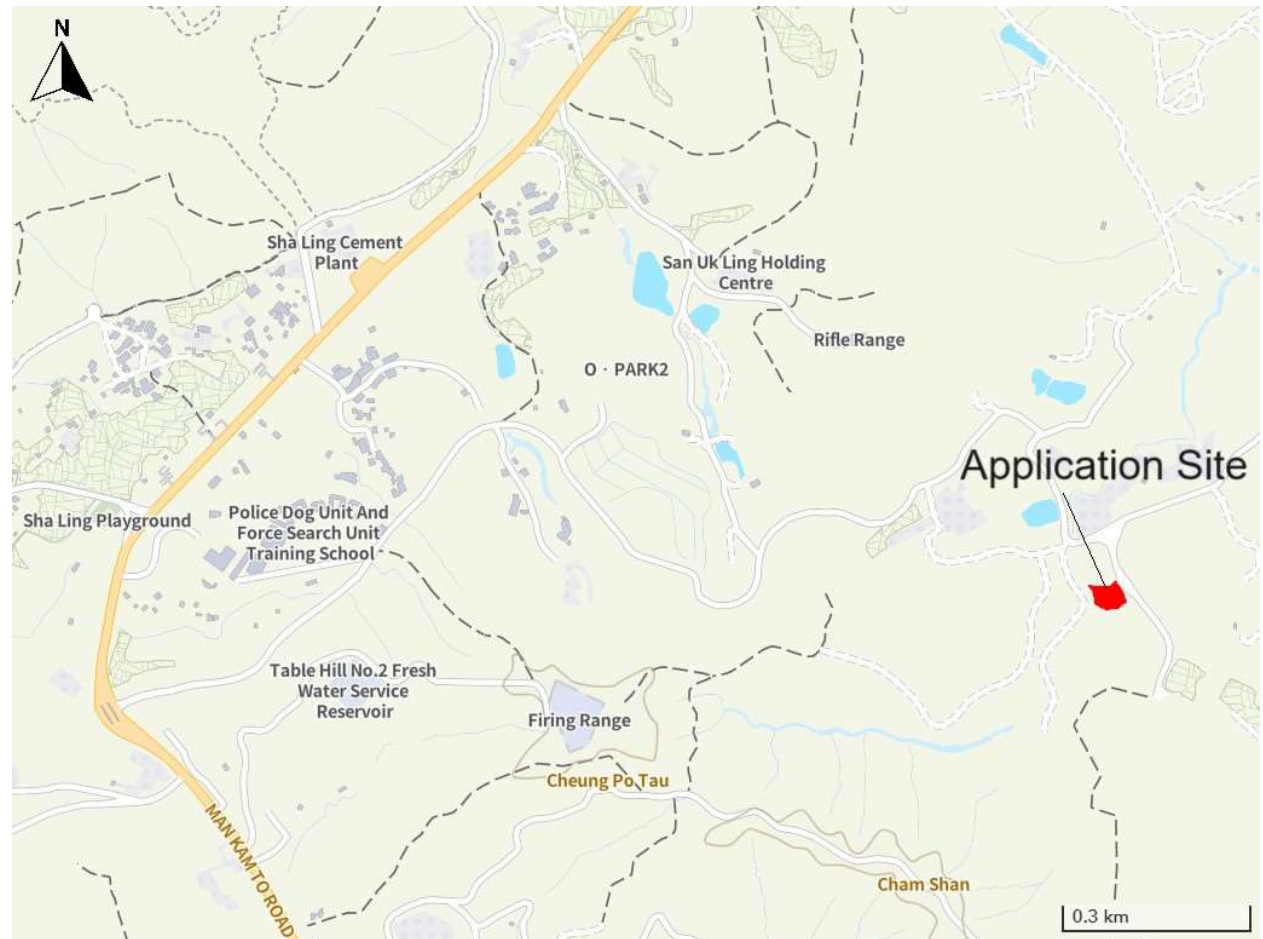 N
Sha Ling Cement
Plant
San Uk Ling Holding
Centre
Rifle Range
O · PARK2
Application Site
Sha Ling Playground
Police Dog Unit And
Force Search Unit
Training School
Table Hill No.2 Fresh
Water Service
Reservoir
Firing Range
Cheung Po Tau
MAN KAM TO ROAD
Cham Shan
0.3 km